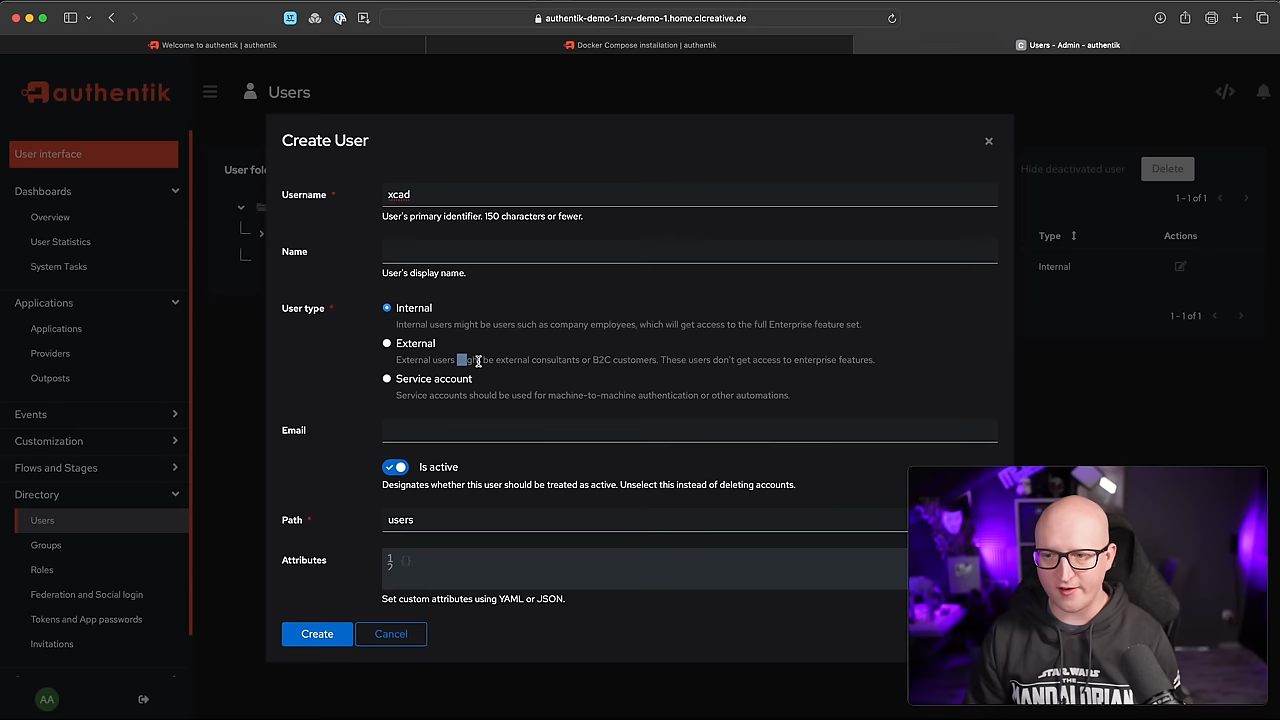 authentik-demo-1.srv-demo-1.home.clcreative.de
Welcome to authentik | authentik
Docker Compose installation | authentik
C Users - Admin - authentik
authentik
Users
User interface
Dashboards
Overview
User Statistics
System Tasks
Applications
Applications
Providers
Outposts
Events
Customization
Flows and Stages
Directory
Users
Groups
Roles
Federation and Social login
Tokens and App passwords
Invitations
AA
User fol
Hide deactivated user
Delete
1 - 1 of 1
Type
Actions
Internal
1 - 1 of 1
Create User
Username *
xcad
User's primary identifier. 150 characters or fewer.
Name
User's display name.
User type *
Internal
Internal users might be users such as company employees, which will get access to the full Enterprise feature set.
External
External users might be external consultants or B2C customers. These users don't get access to enterprise features.
Service account
Service accounts should be used for machine-to-machine authentication or other automations.
Email
Is active
Designates whether this user should be treated as active. Unselect this instead of deleting accounts.
Path *
users
Attributes
1 {}
2
Set custom attributes using YAML or JSON.
Create
Cancel
STAR WARS
THE
MANDALORIAN